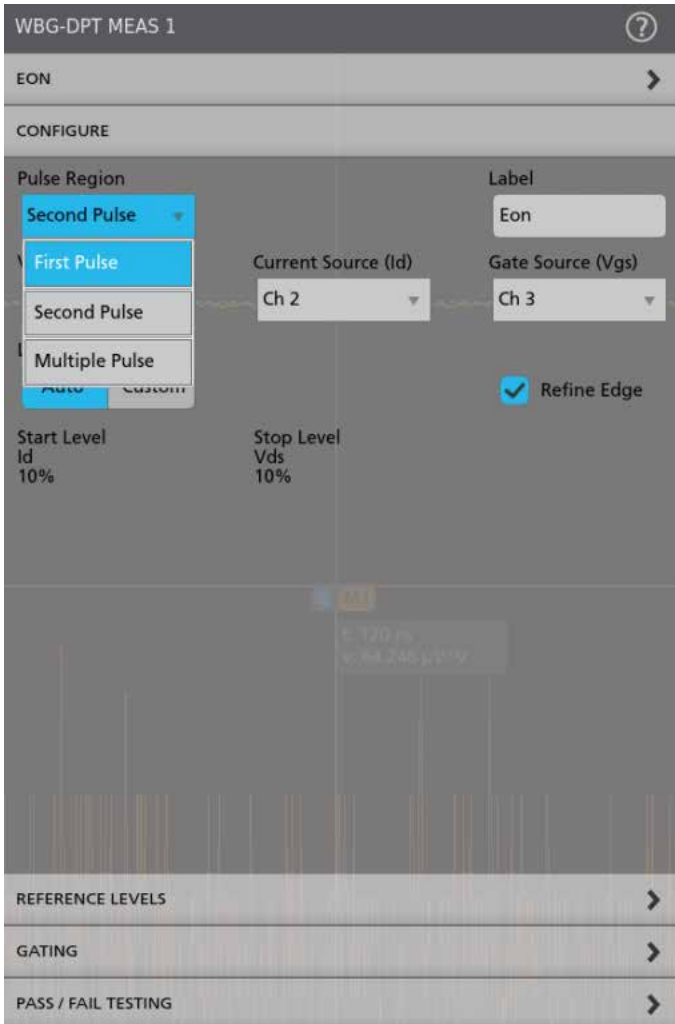 WBG-DPT MEAS 1
?
EON
CONFIGURE
Pulse Region
Label
Second Pulse
Eon
First Pulse
Current Source (Id)
Gate Source (Vgs)
Second Pulse
Ch 2
Ch 3
Multiple Pulse
Auto
Custom
Refine Edge
Start Level
Id
10%
Stop Level
Vds
10%
REFERENCE LEVELS
GATING
PASS / FAIL TESTING